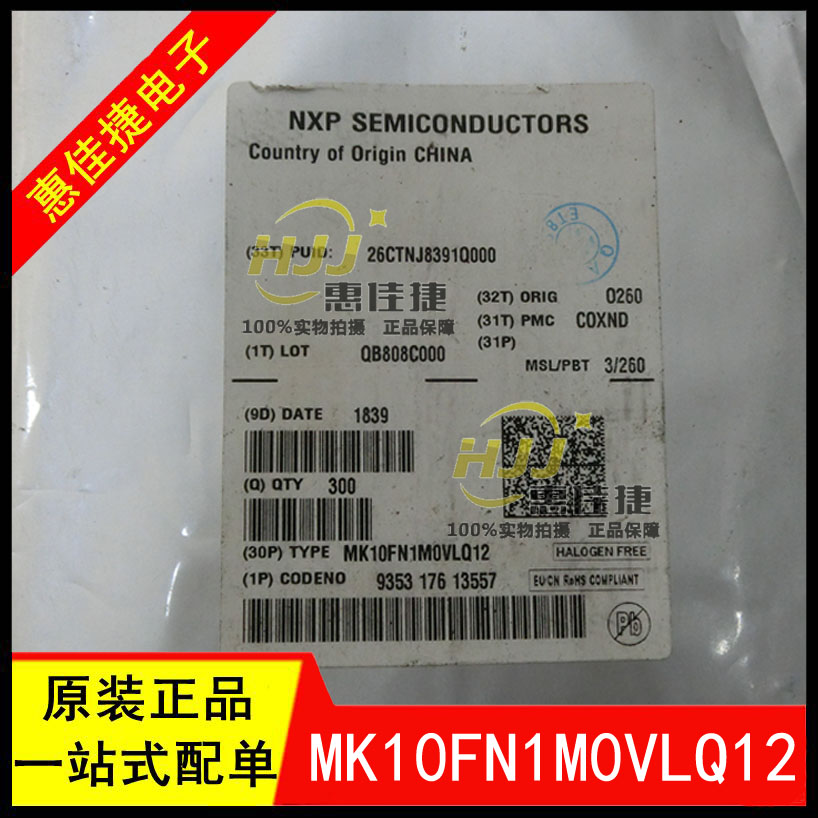 惠佳捷电子
NXP SEMICONDUCTORS
Country of Origin CHINA
(33T) PUID: 26CTNJ8391Q000
HJJ
惠佳捷
100%实物拍摄 正品保障
(32T) ORIG 0260
(31T) PMC COXND
(31P)
(1T) LOT QB808C000
MSL/PBT 3/260
(9D) DATE 1839
HJJ
惠佳捷
100%实物拍摄 正品保障
(Q) QTY 300
(30P) TYPE MK10FN1M0VLQ12
HALOGEN FREE
(1P) CODENO 9353 176 13557
EU/CN RoHS COMPLIANT
Pb
原装正品
一站式配单
MK10FN1M0VLQ12